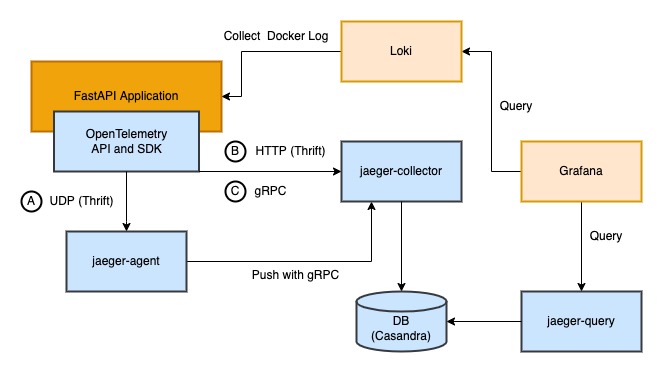 Collect Docker Log
Loki
FastAPI Application
OpenTelemetry
API and SDK
Query
B HTTP (Thrift)
C gRPC
jaeger-collector
Grafana
A UDP (Thrift)
Query
jaeger-agent
Push with gRPC
DB
(Casandra)
jaeger-query